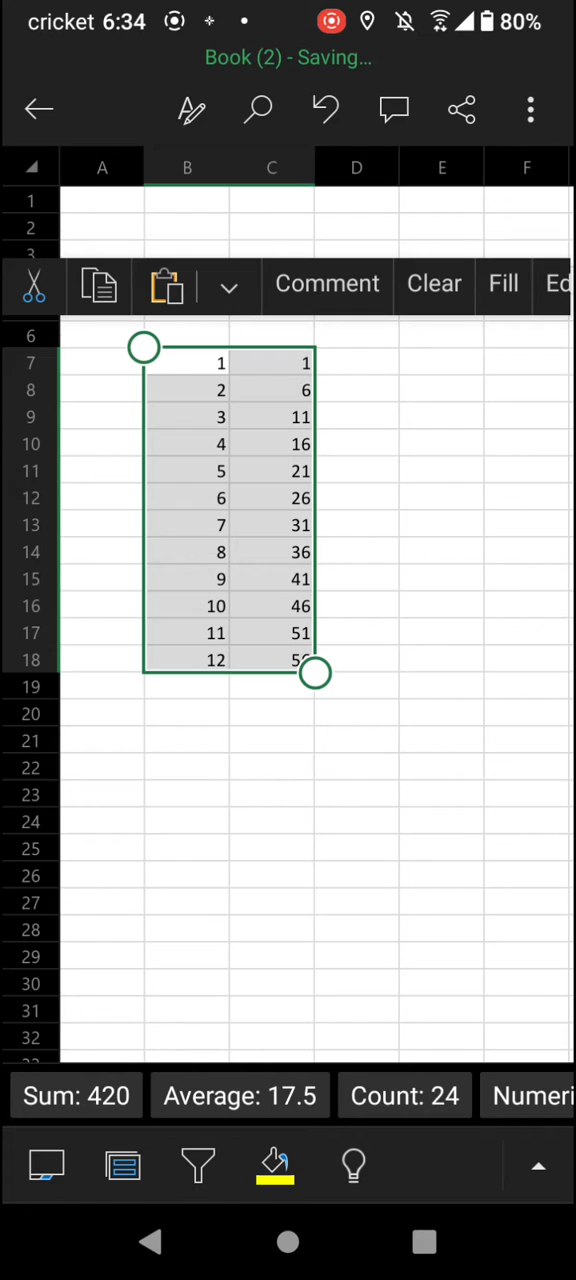 cricket 6:34 80%
Book (2) - Saving...
A B C D E F
1
2
3
Comment Clear Fill Ed
6
7 1 1
8 2 6
9 3 11
10 4 16
11 5 21
12 6 26
13 7 31
14 8 36
15 9 41
16 10 46
17 11 51
18 12
19
20
21
22
23
24
25
26
27
28
29
30
31
32
Sum: 420 Average: 17.5 Count: 24 Numeri